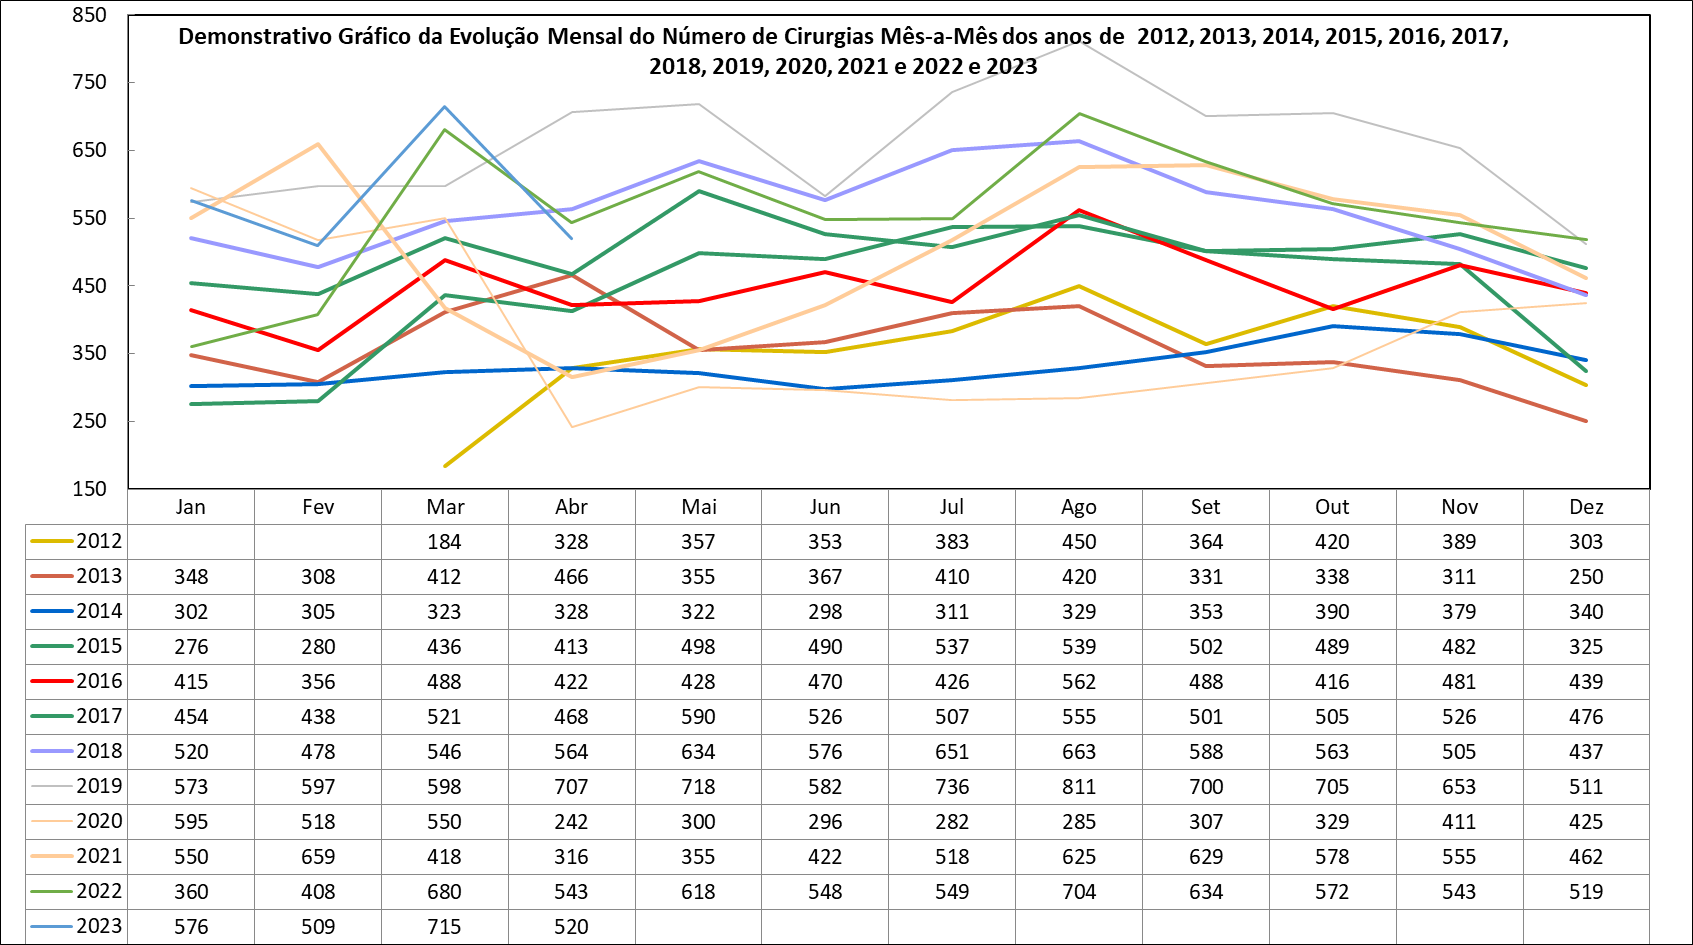 850
Demonstrativo Gráfico da Evolução Mensal do Número de Cirurgias Mês-a-Mês dos anos de 2012, 2013, 2014, 2015, 2016, 2017,
2018, 2019, 2020, 2021 e 2022 e 2023
750
650
550
450
350
250
150
Jan Fev Mar Abr Mai Jun Jul Ago Set Out Nov Dez
2012 184 328 357 353 383 450 364 420 389 303
2013 348 308 412 466 355 367 410 420 331 338 311 250
2014 302 305 323 328 322 298 311 329 353 390 379 340
2015 276 280 436 413 498 490 537 539 502 489 482 325
2016 415 356 488 422 428 470 426 562 488 416 481 439
2017 454 438 521 468 590 526 507 555 501 505 526 476
2018 520 478 546 564 634 576 651 663 588 563 505 437
2019 573 597 598 707 718 582 736 811 700 705 653 511
2020 595 518 550 242 300 296 282 285 307 329 411 425
2021 550 659 418 316 355 422 518 625 629 578 555 462
2022 360 408 680 543 618 548 549 704 634 572 543 519
2023 576 509 715 520